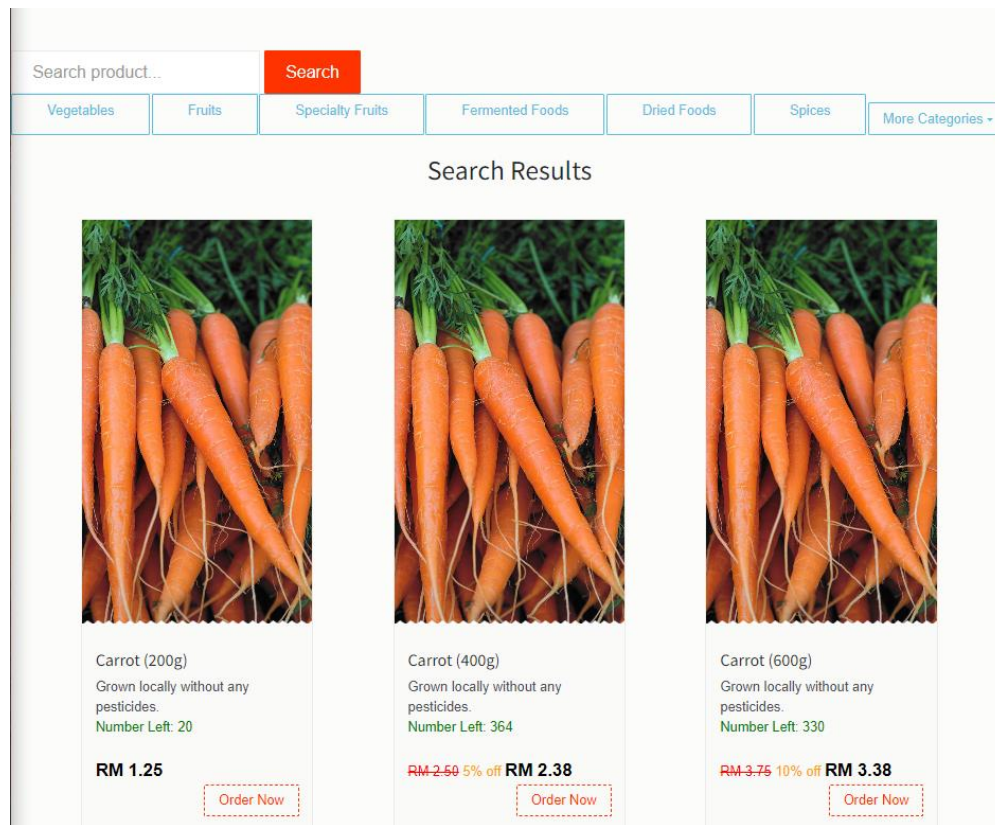 Search product...
Search
Vegetables
Fruits
Specialty Fruits
Fermented Foods
Dried Foods
Spices
More Categories
Search Results
Carrot (200g)
Grown locally without any
pesticides.
Number Left: 20
RM 1.25
Order Now
Carrot (400g)
Grown locally without any
pesticides.
Number Left: 364
RM 2.50 5% off RM 2.38
Order Now
Carrot (600g)
Grown locally without any
pesticides.
Number Left: 330
RM 3.75 10% off RM 3.38
Order Now